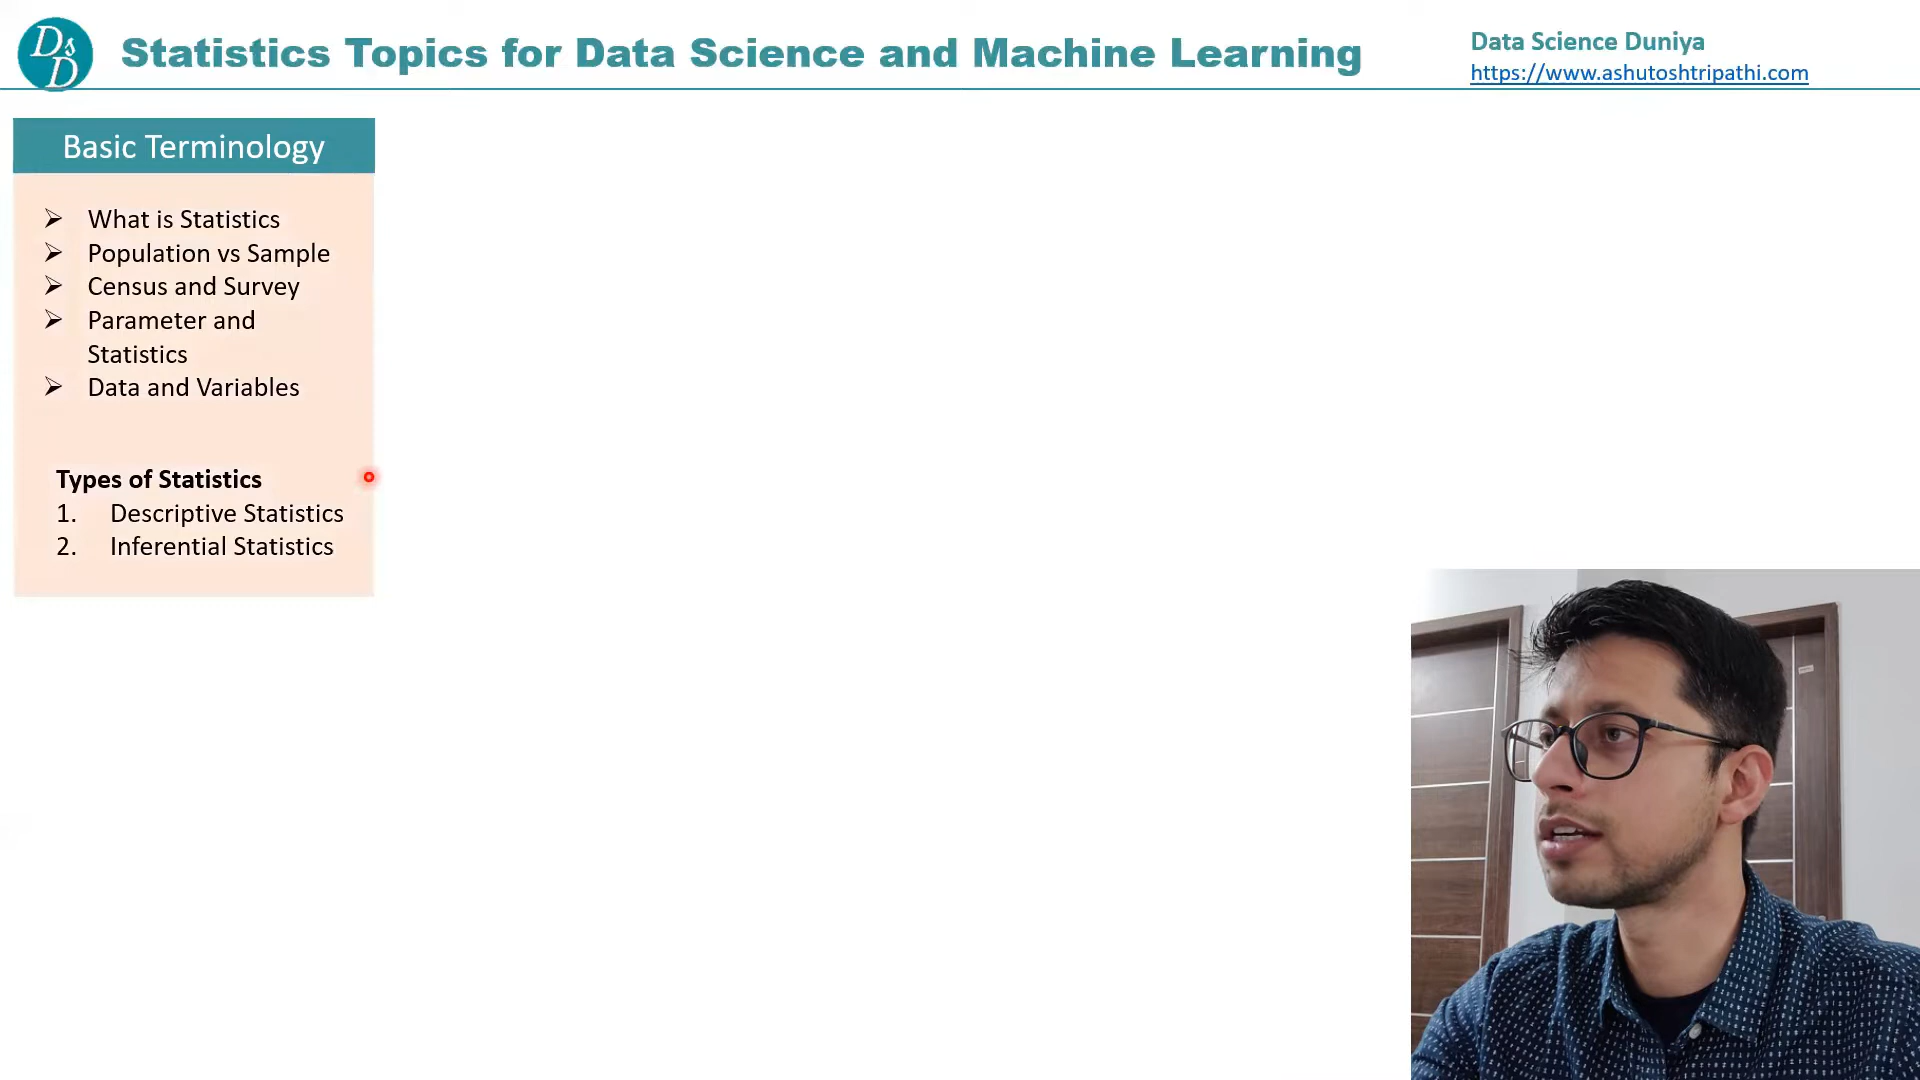 DsD
Statistics Topics for Data Science and Machine Learning
Data Science Duniya
https://www.ashutoshtripathi.com
Basic Terminology
➢ What is Statistics
➢ Population vs Sample
➢ Census and Survey
➢ Parameter and
Statistics
➢ Data and Variables
Types of Statistics
1. Descriptive Statistics
2. Inferential Statistics